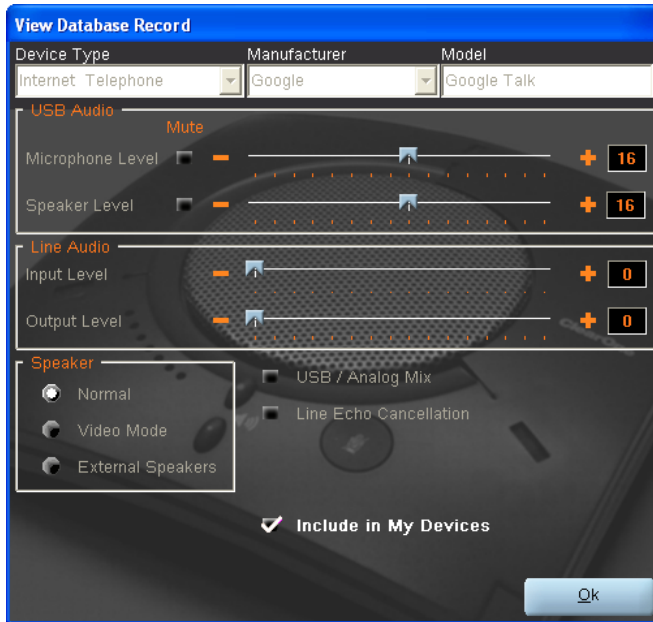 View Database Record
Device Type Manufacturer Model
Internet Telephone Google Google Talk
USB Audio
Mute
Microphone Level 16
Speaker Level 16
Line Audio
Input Level 0
Output Level 0
Speaker
Normal
Video Mode
External Speakers
USB / Analog Mix
Line Echo Cancellation
Include in My Devices
Ok